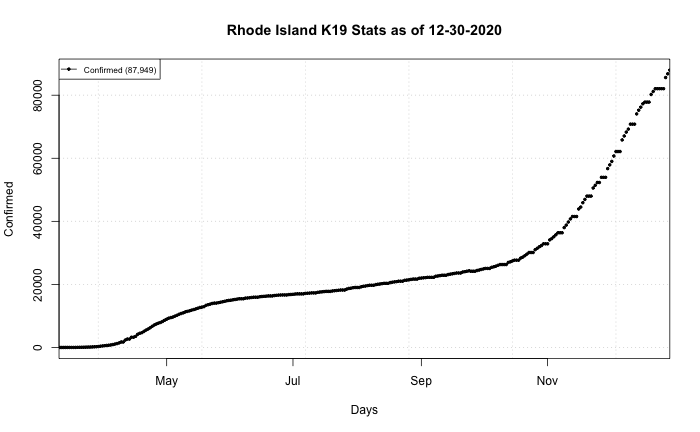 Rhode Island K19 Stats as of 12-30-2020
Confirmed (87,949)
Confirmed
80000
60000
40000
20000
0
May
Jul
Sep
Nov
Days